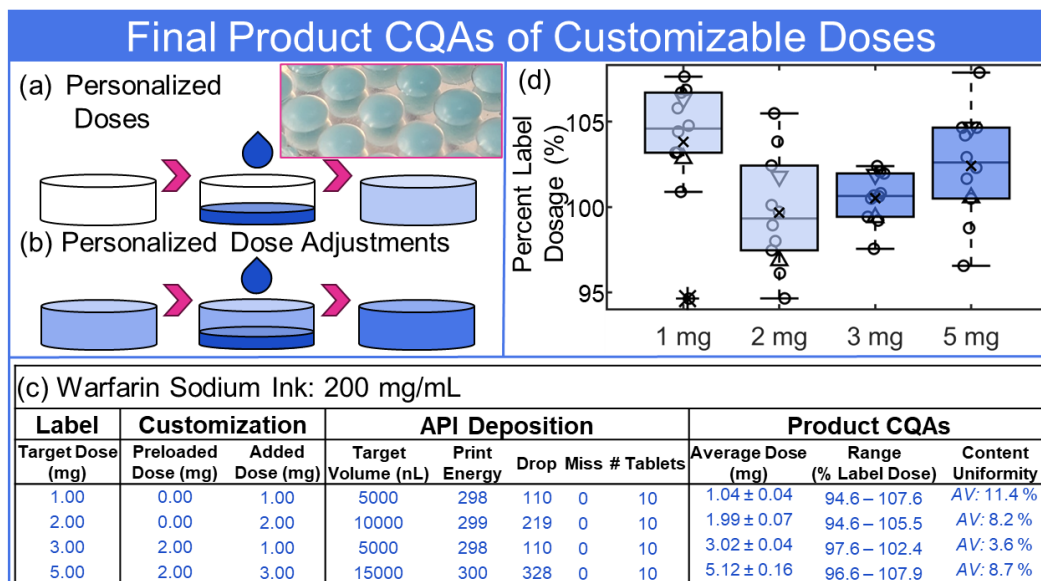 Final Product CQAs of Customizable Doses
(a) Personalized
Doses
(b) Personalized Dose Adjustments
(d)
Percent Label
Dosage (%)
105
100
95
1 mg 2 mg 3 mg 5 mg
(c) Warfarin Sodium Ink: 200 mg/mL
Label Customization API Deposition Product CQAs
Target Dose (mg) Preloaded Dose (mg) Added Dose (mg) Target Volume (nL) Print Energy Drop Miss # Tablets Average Dose (mg) Range (% Label Dose) Content Uniformity
1.00 0.00 1.00 5000 298 110 0 10 1.04 ± 0.04 94.6 – 107.6 AV: 11.4 %
2.00 0.00 2.00 10000 299 219 0 10 1.99 ± 0.07 94.6 – 105.5 AV: 8.2 %
3.00 2.00 1.00 5000 298 110 0 10 3.02 ± 0.04 97.6 – 102.4 AV: 3.6 %
5.00 2.00 3.00 15000 300 328 0 10 5.12 ± 0.16 96.6 – 107.9 AV: 8.7 %